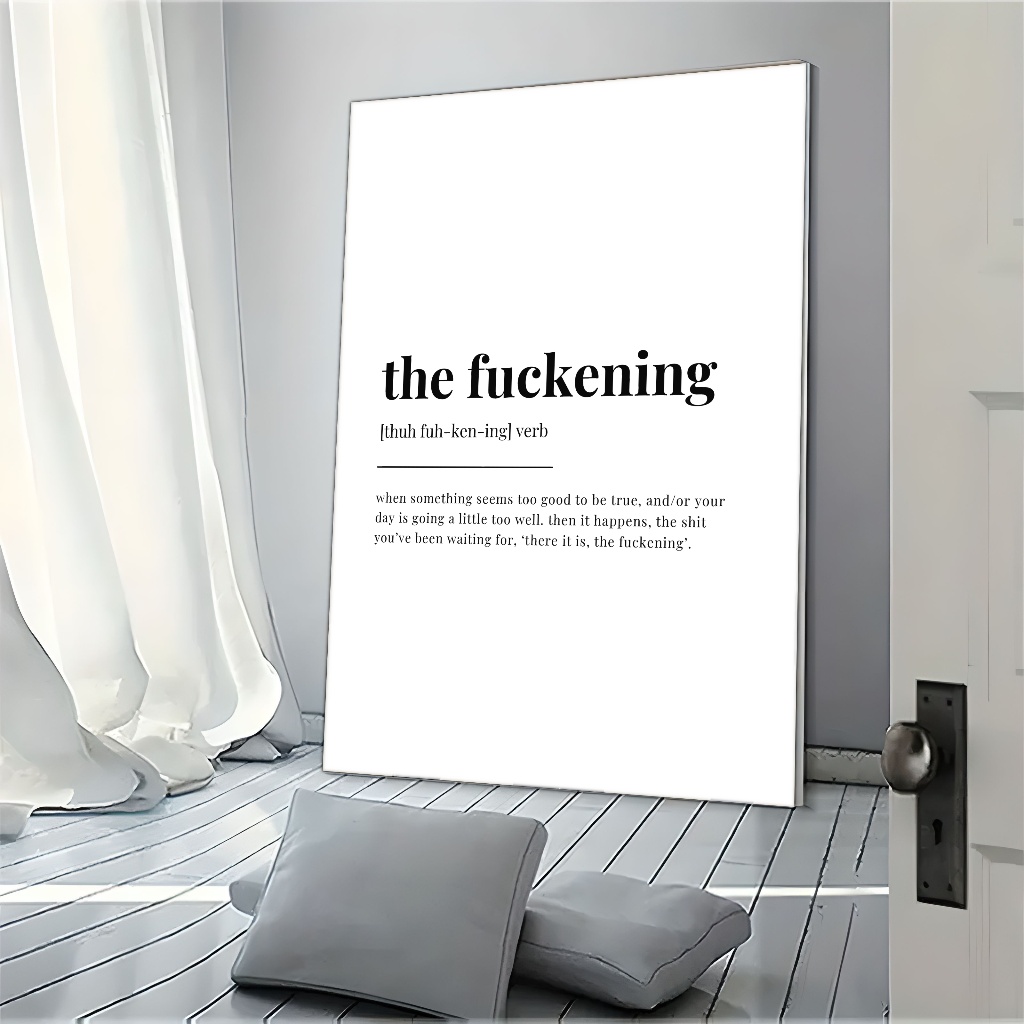 the fuckening
[thuh fuh-ken-ing] verb
when something seems too good to be true, and/or your
day is going a little too well. then it happens, the shit
you've been waiting for, 'there it is, the fuckening'.